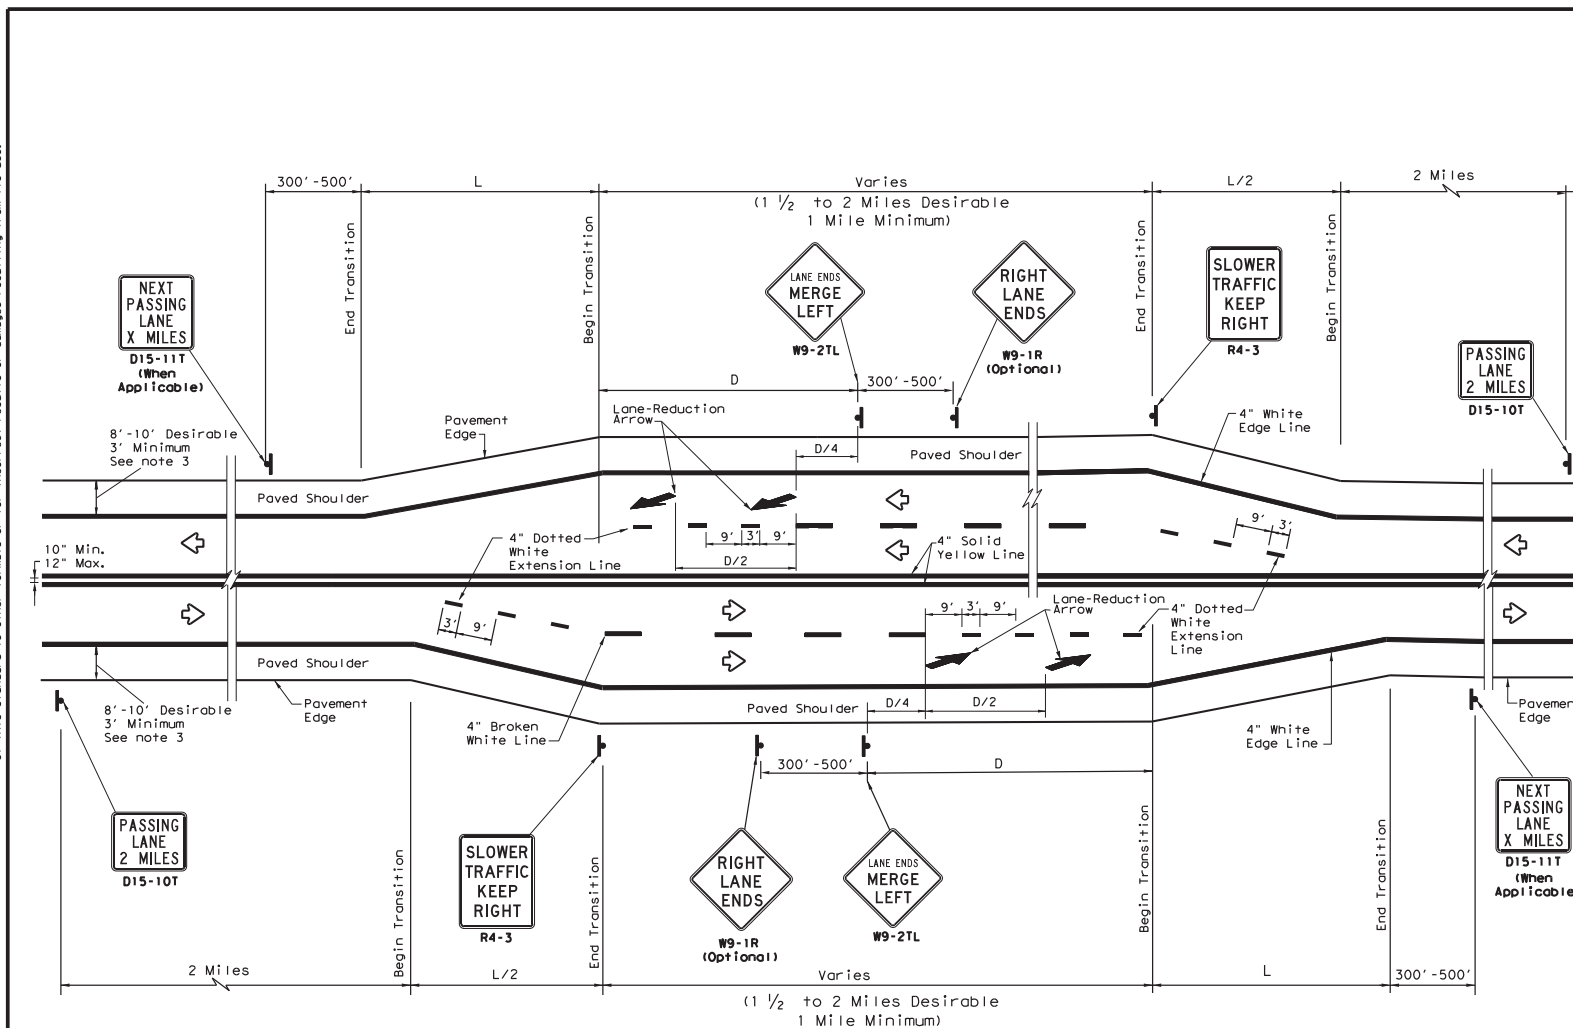 300'-500'
L
Varies
(1 1/2 to 2 Miles Desirable
1 Mile Minimum)
L/2
2 Miles
End Transition
Begin Transition
End Transition
Begin Transition
NEXT
PASSING
LANE
X MILES
D15-11T
(When
Applicable)
LANE ENDS
MERGE
LEFT
W9-2TL
RIGHT
LANE
ENDS
W9-1R
(Optional)
SLOWER
TRAFFIC
KEEP
RIGHT
R4-3
PASSING
LANE
2 MILES
D15-10T
D
300'-500'
Lane-Reduction
Arrow
Pavement
Edge
4" White
Edge Line
8'-10' Desirable
3' Minimum
See note 3
D/4
Paved Shoulder
Paved Shoulder
4" Dotted
White
Extension Line
9'
3'
9'
D/2
4" Solid
Yellow Line
9'
3'
10" Min.
12" Max.
3'
9'
9'
3'
9'
Lane-Reduction
Arrow
4" Dotted
White
Extension
Line
Paved Shoulder
8'-10' Desirable
3' Minimum
See note 3
Pavement
Edge
4" Broken
White Line
Paved Shoulder
D/4
D/2
4" White
Edge Line
Pavement
Edge
300'-500'
D
PASSING
LANE
2 MILES
D15-10T
SLOWER
TRAFFIC
KEEP
RIGHT
R4-3
RIGHT
LANE
ENDS
W9-1R
(Optional)
LANE ENDS
MERGE
LEFT
W9-2TL
NEXT
PASSING
LANE
X MILES
D15-11T
(When
Applicable
Begin Transition
End Transition
Begin Transition
End Transition
2 Miles
L/2
Varies
(1 1/2 to 2 Miles Desirable
1 Mile Minimum)
L
300'-500'